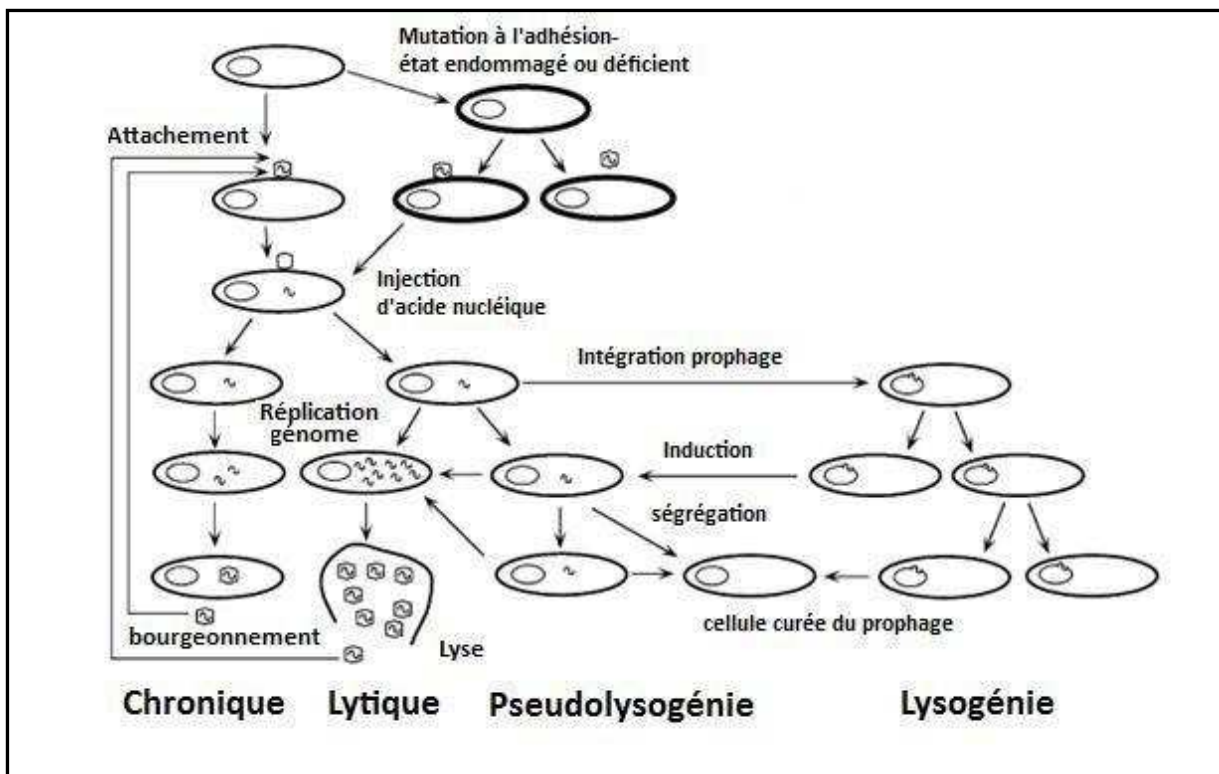 Mutation à l'adhésion-
état endommagé ou déficient
Attachement
Injection
d'acide nucléique
Intégration prophage
Réplication
génome
Induction
ségrégation
cellule curée du prophage
bourgeonnement
Lyse
Chronique
Lytique
Pseudolysogénie
Lysogénie